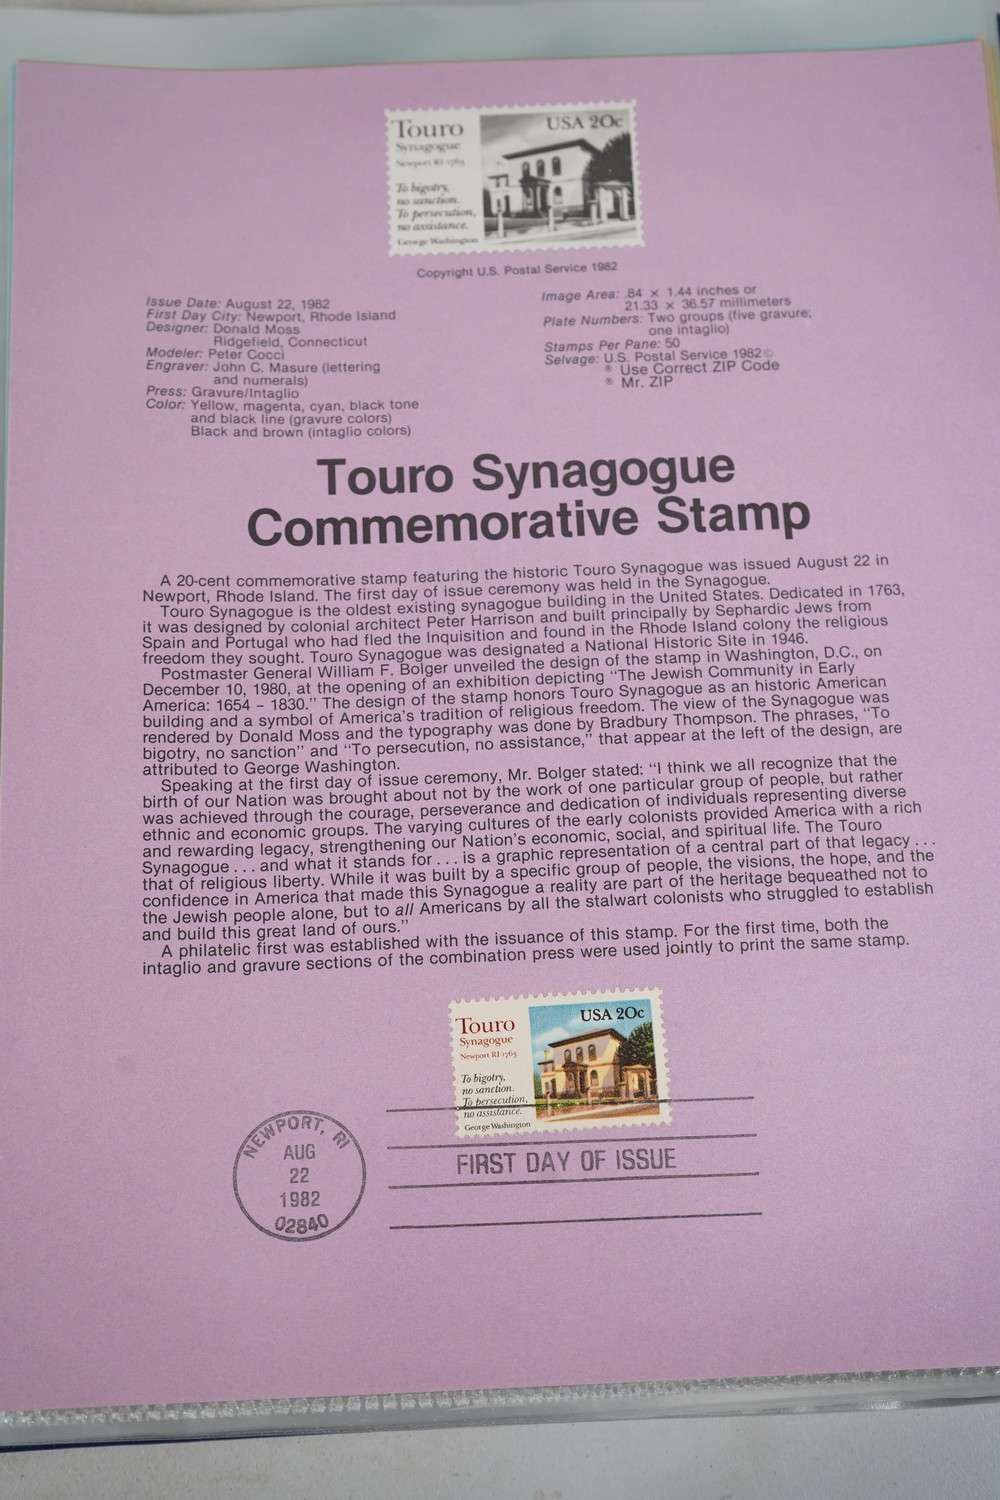 Touro
Synagogue
Newport RI 1763
To bigotry,
no sanction.
To persecution,
no assistance.
George Washington
USA 20c
Copyright U.S. Postal Service 1982
Issue Date: August 22, 1982
First Day City: Newport, Rhode Island
Designer: Donald Moss
Ridgefield, Connecticut
Modeler: Peter Cocci
Engraver: John C. Masure (lettering
and numerals)
Press: Gravure/Intaglio
Color: Yellow, magenta, cyan, black tone
and black line (gravure colors)
Black and brown (intaglio colors)
Image Area: .84 × 1.44 inches or
21.33 × 36.57 millimeters
Plate Numbers: Two groups (five gravure;
one intaglio)
Stamps Per Pane: 50
Selvage: U.S. Postal Service 1982©
® Use Correct ZIP Code
® Mr. ZIP
Touro Synagogue
Commemorative Stamp
A 20-cent commemorative stamp featuring the historic Touro Synagogue was issued August 22 in
Newport, Rhode Island. The first day of issue ceremony was held in the Synagogue.
Touro Synagogue is the oldest existing synagogue building in the United States. Dedicated in 1763,
it was designed by colonial architect Peter Harrison and built principally by Sephardic Jews from
Spain and Portugal who had fled the Inquisition and found in the Rhode Island colony the religious
freedom they sought. Touro Synagogue was designated a National Historic Site in 1946.
Postmaster General William F. Bolger unveiled the design of the stamp in Washington, D.C., on
December 10, 1980, at the opening of an exhibition depicting “The Jewish Community in Early
America: 1654 – 1830.” The design of the stamp honors Touro Synagogue as an historic American
building and a symbol of America’s tradition of religious freedom. The view of the Synagogue was
rendered by Donald Moss and the typography was done by Bradbury Thompson. The phrases, “To
bigotry, no sanction” and “To persecution, no assistance,” that appear at the left of the design, are
attributed to George Washington.
Speaking at the first day of issue ceremony, Mr. Bolger stated: “I think we all recognize that the
birth of our Nation was brought about not by the work of one particular group of people, but rather
was achieved through the courage, perseverance and dedication of individuals representing diverse
ethnic and economic groups. The varying cultures of the early colonists provided America with a rich
and rewarding legacy, strengthening our Nation’s economic, social, and spiritual life. The Touro
Synagogue . . . and what it stands for . . . is a graphic representation of a central part of that legacy . . .
that of religious liberty. While it was built by a specific group of people, the visions, the hope, and the
confidence in America that made this Synagogue a reality are part of the heritage bequeathed not to
the Jewish people alone, but to all Americans by all the stalwart colonists who struggled to establish
and build this great land of ours.”
A philatelic first was established with the issuance of this stamp. For the first time, both the
intaglio and gravure sections of the combination press were used jointly to print the same stamp.
Touro
Synagogue
Newport RI 1763
To bigotry,
no sanction.
To persecution,
no assistance.
George Washington
USA 20c
NEWPORT, RI
AUG
22
1982
02840
FIRST DAY OF ISSUE